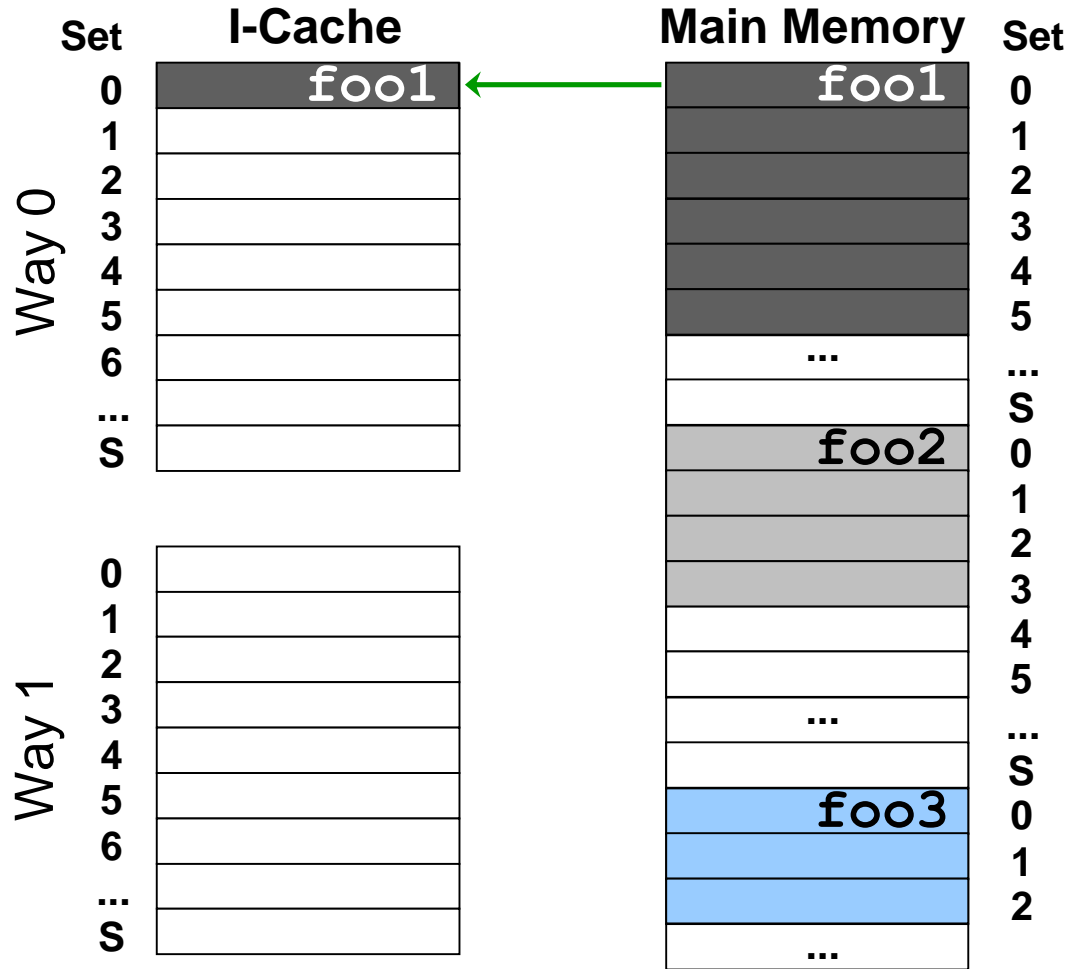 Set I-Cache Main Memory Set
0 foo1 foo1 0
1 1
2 2
3 3
4 4
5 5
6 ... ...
... S
S foo2 0
1
0 2
1 3
2 4
3 5
4 ... ...
5 S
6 foo3 0
... 1
S 2
...
Way 0
Way 1